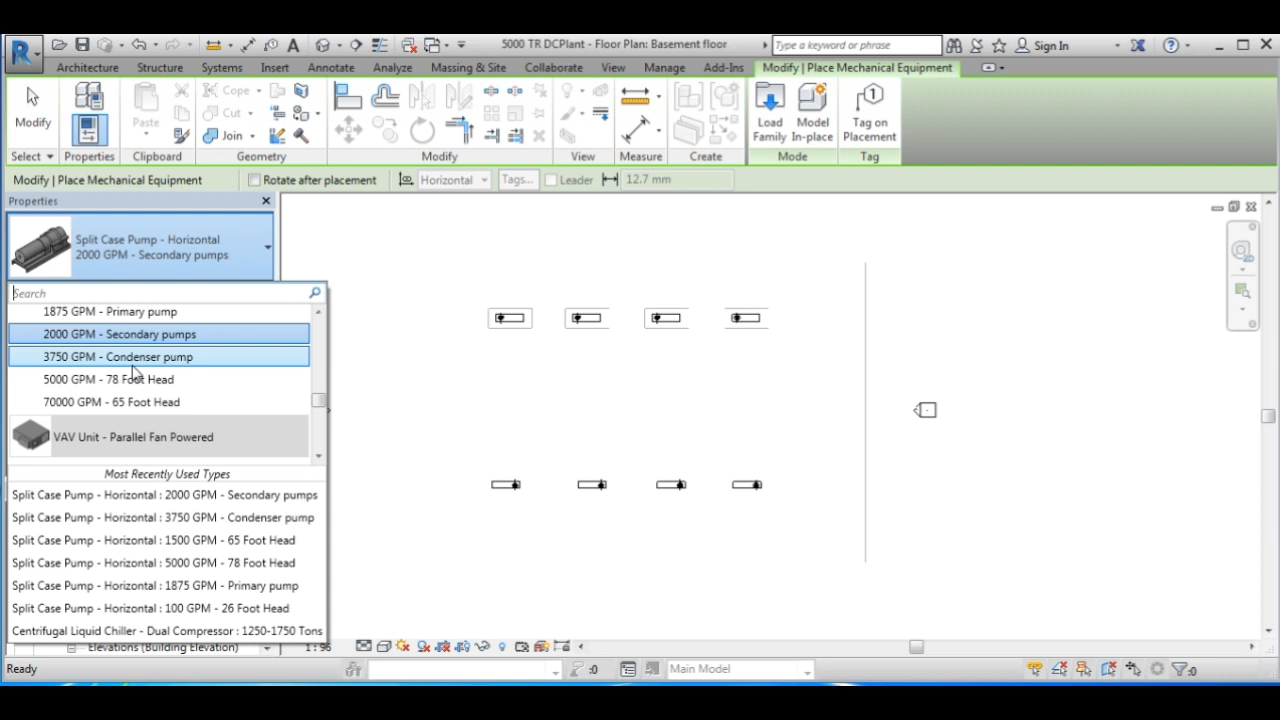 5000 TR DCPlant - Floor Plan: Basement floor
Type a keyword or phrase
Sign In
Architecture Structure Systems Insert Annotate Analyze Massing & Site Collaborate View Manage Add-Ins Modify | Place Mechanical Equipment
Modify
Paste
Cope
Cut
Join
Load Family
Model In-place
Tag on Placement
Select Properties Clipboard Geometry Modify View Measure Create Mode Tag
Modify | Place Mechanical Equipment Rotate after placement Horizontal Tags... Leader 12.7 mm
Properties
Split Case Pump - Horizontal
2000 GPM - Secondary pumps
Search
1875 GPM - Primary pump
2000 GPM - Secondary pumps
3750 GPM - Condenser pump
5000 GPM - 78 Foot Head
70000 GPM - 65 Foot Head
VAV Unit - Parallel Fan Powered
Most Recently Used Types
Split Case Pump - Horizontal : 2000 GPM - Secondary pumps
Split Case Pump - Horizontal : 3750 GPM - Condenser pump
Split Case Pump - Horizontal : 1500 GPM - 65 Foot Head
Split Case Pump - Horizontal : 5000 GPM - 78 Foot Head
Split Case Pump - Horizontal : 1875 GPM - Primary pump
Split Case Pump - Horizontal : 100 GPM - 26 Foot Head
Centrifugal Liquid Chiller - Dual Compressor : 1250-1750 Tons
Elevations (Building Elevation) 1 : 96
Ready :0 Main Model :0